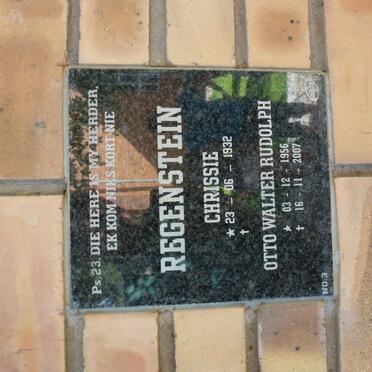 Ps. 23. DIE HERE IS MY HERDER,
EK KOM NIKS KORT NIE
REGENSTEIN
CHRISSIE
★ 23 - 06 - 1932
†
OTTO WALTER RUDOLPH
★ 03 - 12 - 1956
† 16 - 11 - 2007
NO:3